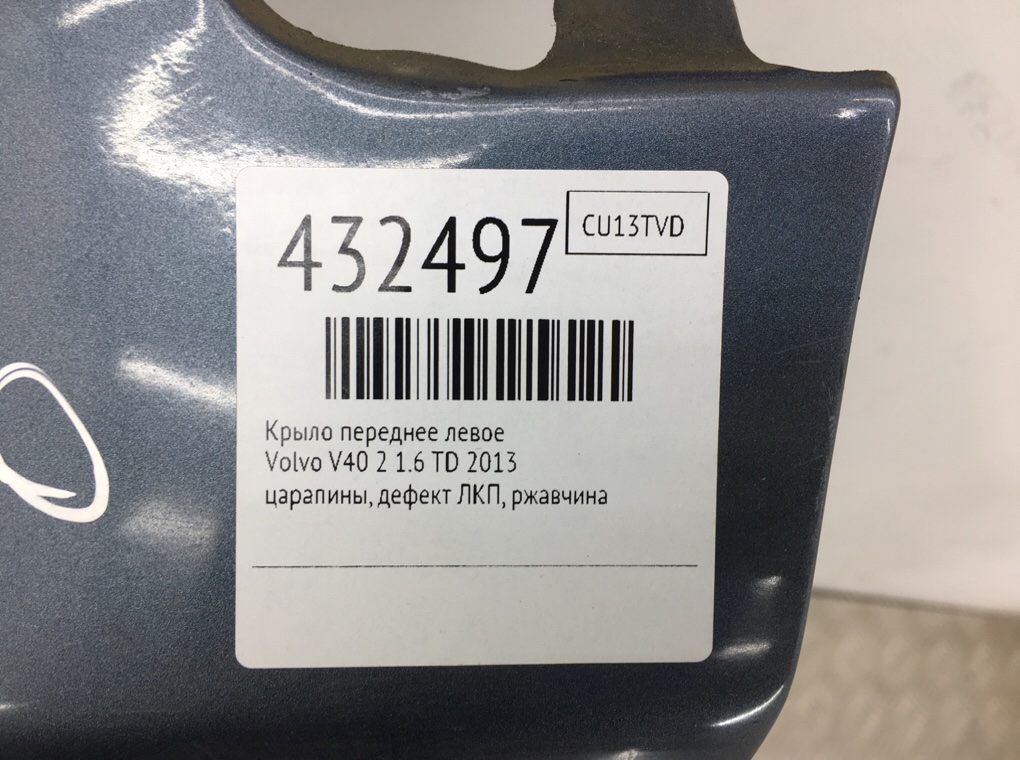 432497
CU13TVD
Крыло переднее левое
Volvo V40 2 1.6 TD 2013
царапины, дефект ЛКП, ржавчина